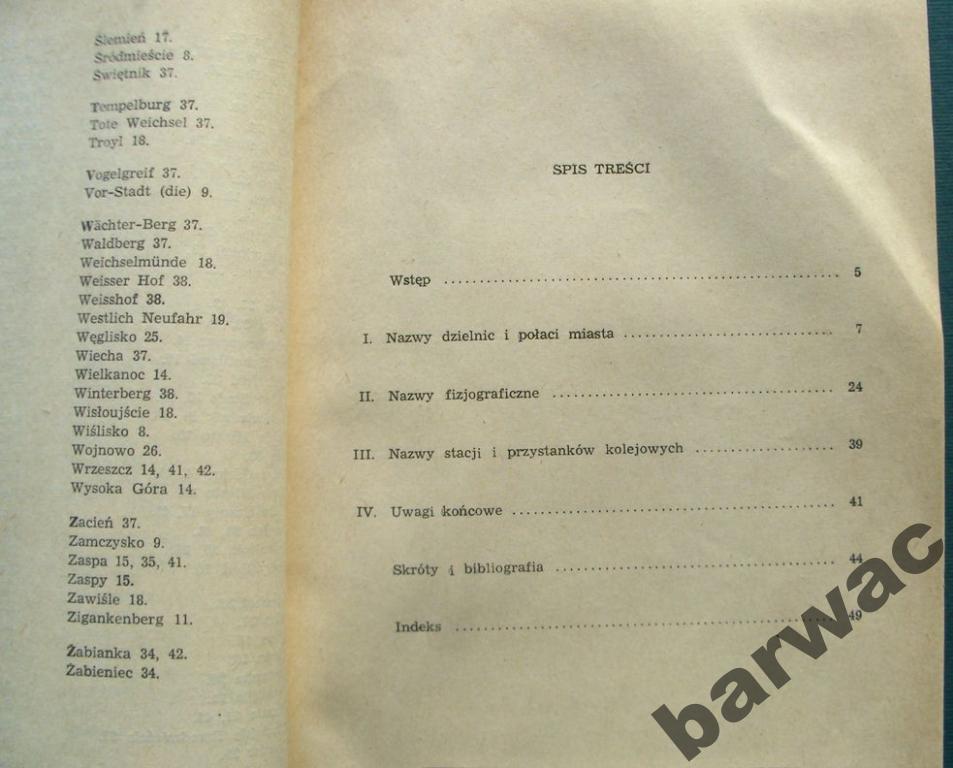 Siemień 17.
Śródmieście 8.
Świętnik 37.
Tempelburg 37.
Tote Weichsel 37.
Troyl 18.
Vogelgreif 37.
Vor-Stadt (die) 9.
Wächter-Berg 37.
Waldberg 37.
Weichselmünde 18.
Weisser Hof 38.
Weisshof 38.
Westlich Neufahr 19.
Węglisko 25.
Wiecha 37.
Wielkanoc 14.
Winterberg 38.
Wisłoujście 18.
Wiślisko 8.
Wojnowo 26.
Wrzeszcz 14, 41, 42.
Wysoka Góra 14.
Zacień 37.
Zamczysko 9.
Zaspa 15, 35, 41.
Zaspy 15.
Zawiśle 18.
Zigankenberg 11.
Żabianka 34, 42.
Żabieniec 34.
SPIS TREŚCI
Wstęp 5
I. Nazwy dzielnic i połaci miasta 7
II. Nazwy fizjograficzne 24
III. Nazwy stacji i przystanków kolejowych 39
IV. Uwagi końcowe 41
Skróty i bibliografia 44
Indeks 49
barwac